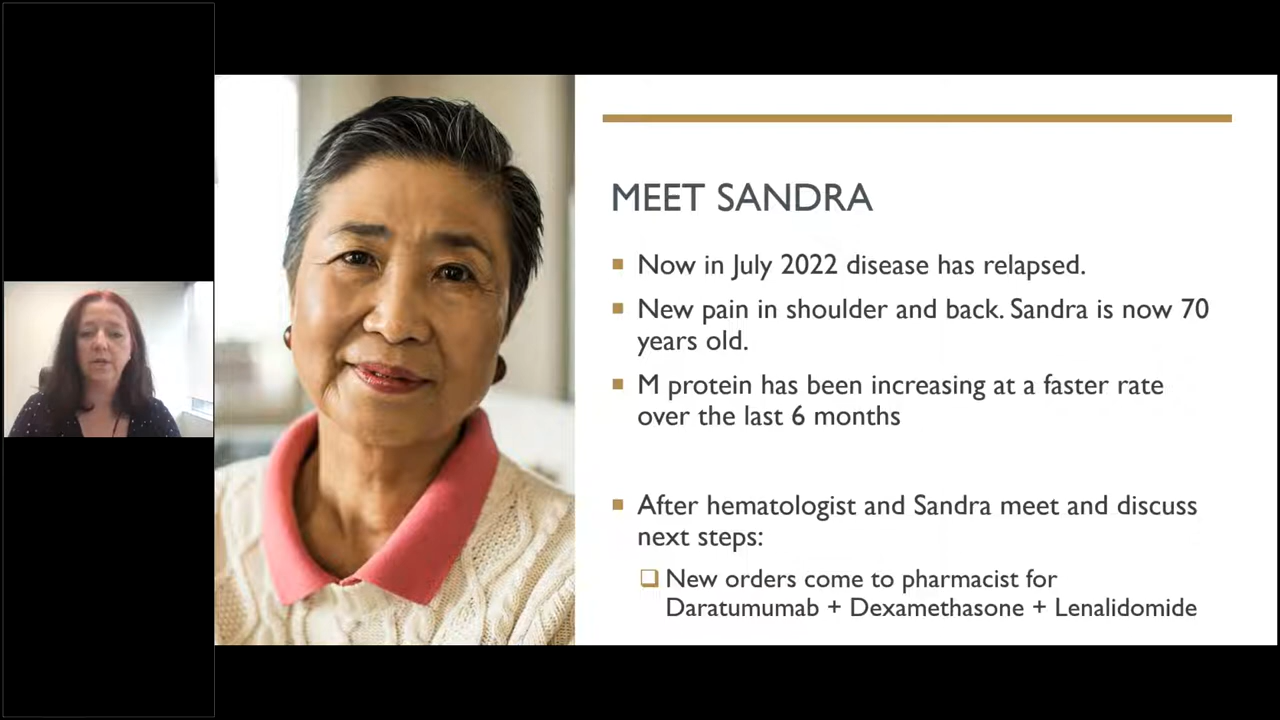 MEET SANDRA
Now in July 2022 disease has relapsed.
New pain in shoulder and back. Sandra is now 70
years old.
M protein has been increasing at a faster rate
over the last 6 months
After hematologist and Sandra meet and discuss
next steps:
New orders come to pharmacist for
Daratumumab + Dexamethasone + Lenalidomide